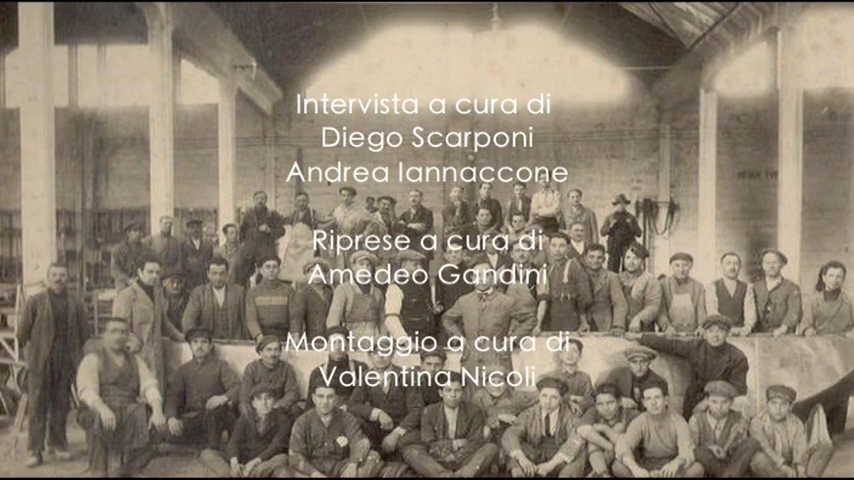 Intervista a cura di
Diego Scarponi
Andrea Iannaccone
Riprese a cura di
Amedeo Gandini
Montaggio a cura di
Valentina Nicoli